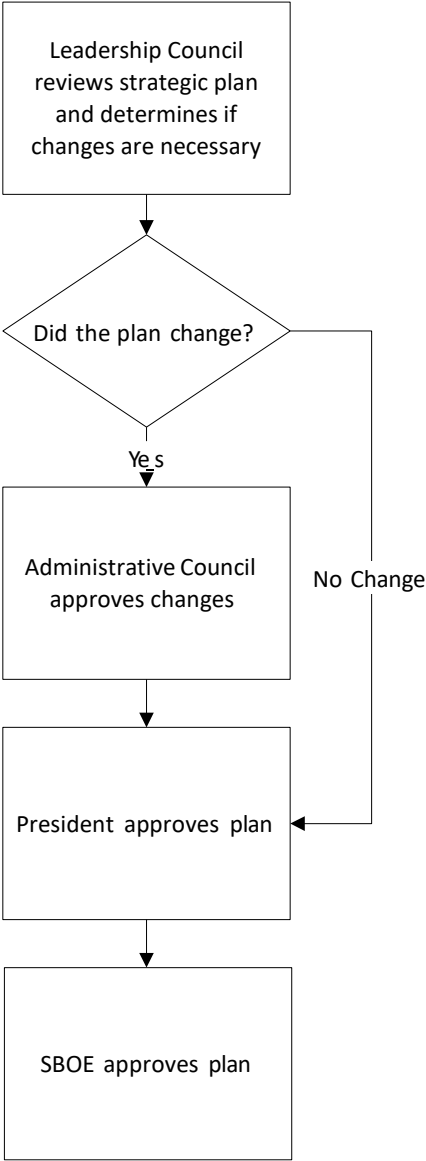 Leadership Council
reviews strategic plan
and determines if
changes are necessary
Did the plan change?
Yes
Administrative Council
approves changes
No Change
President approves plan
SBOE approves plan